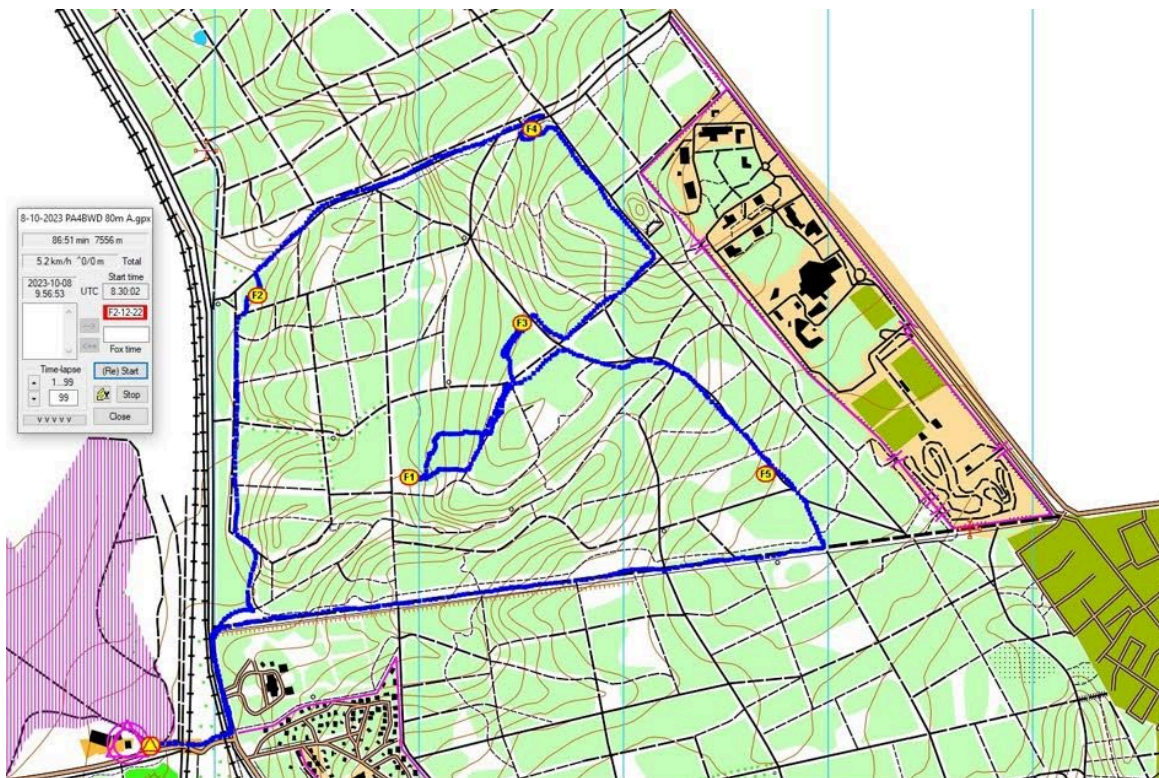 8-10-2023 PA4BWD 80m A.gpx
86:51 min 7556 m
5.2 km/h ^0/0 m Total
2023-10-08
9.56:53
UTC
Start time
8.30:02
F2-12-22
-->
<--
Fox time
Time-lapse
1...99
99
(Re) Start
Stop
v v v v v
Close
F4
F2
F3
F1
F5